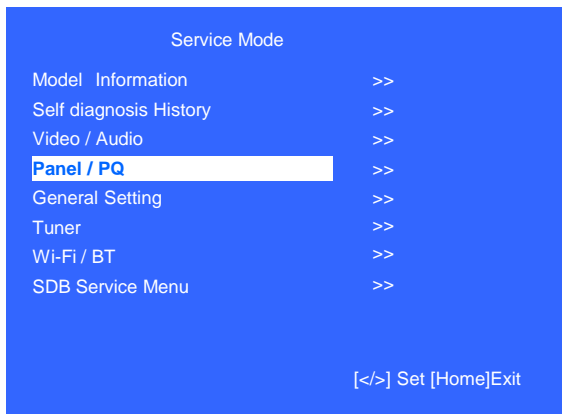 Service Mode
Model Information >>
Self diagnosis History >>
Video / Audio >>
Panel / PQ >>
General Setting >>
Tuner >>
Wi-Fi / BT >>
SDB Service Menu >>
[</>] Set [Home]Exit